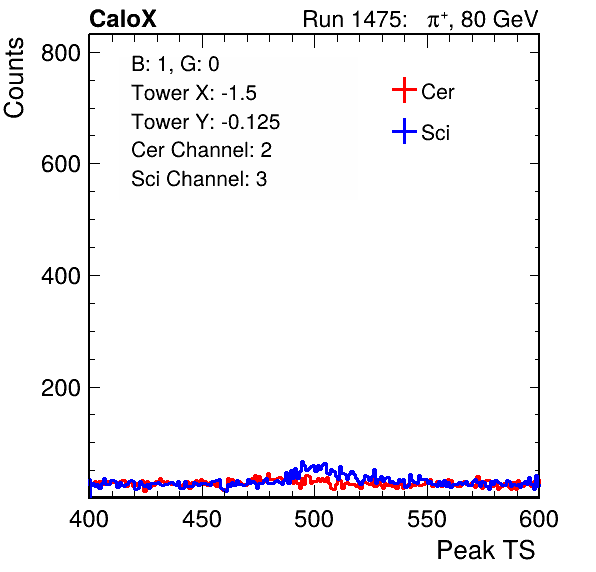 CaloX Run 1475: π⁺, 80 GeV
Counts
B: 1, G: 0
Tower X: -1.5
Tower Y: -0.125
Cer Channel: 2
Sci Channel: 3
Cer
Sci
800
600
400
200
400 450 500 550 600
Peak TS